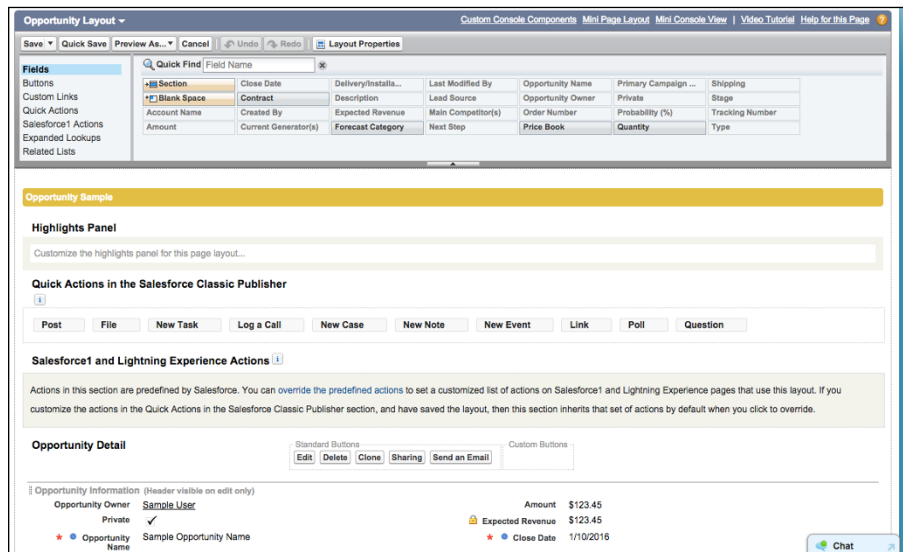 Opportunity Layout
Custom Console Components Mini Page Layout Mini Console View | Video Tutorial Help for this Page ?
Save Quick Save Preview As... Cancel Undo Redo Layout Properties
Fields
Buttons
Custom Links
Quick Actions
Salesforce1 Actions
Expanded Lookups
Related Lists
Quick Find Field Name
Section Close Date Delivery/Installa... Last Modified By Opportunity Name Primary Campaign ... Shipping
Blank Space Contract Description Lead Source Opportunity Owner Private Stage
Account Name Created By Expected Revenue Main Competitor(s) Order Number Probability (%) Tracking Number
Amount Current Generator(s) Forecast Category Next Step Price Book Quantity Type
Opportunity Sample
Highlights Panel
Customize the highlights panel for this page layout...
Quick Actions in the Salesforce Classic Publisher
i
Post File New Task Log a Call New Case New Note New Event Link Poll Question
Salesforce1 and Lightning Experience Actions i
Actions in this section are predefined by Salesforce. You can override the predefined actions to set a customized list of actions on Salesforce1 and Lightning Experience pages that use this layout. If you
customize the actions in the Quick Actions in the Salesforce Classic Publisher section, and have saved the layout, then this section inherits that set of actions by default when you click to override.
Opportunity Detail
Standard Buttons
Edit Delete Clone Sharing Send an Email
Custom Buttons
Opportunity Information (Header visible on edit only)
Opportunity Owner Sample User Amount $123.45
Private ✓ Expected Revenue $123.45
* Opportunity Name Sample Opportunity Name * Close Date 1/10/2016
Chat